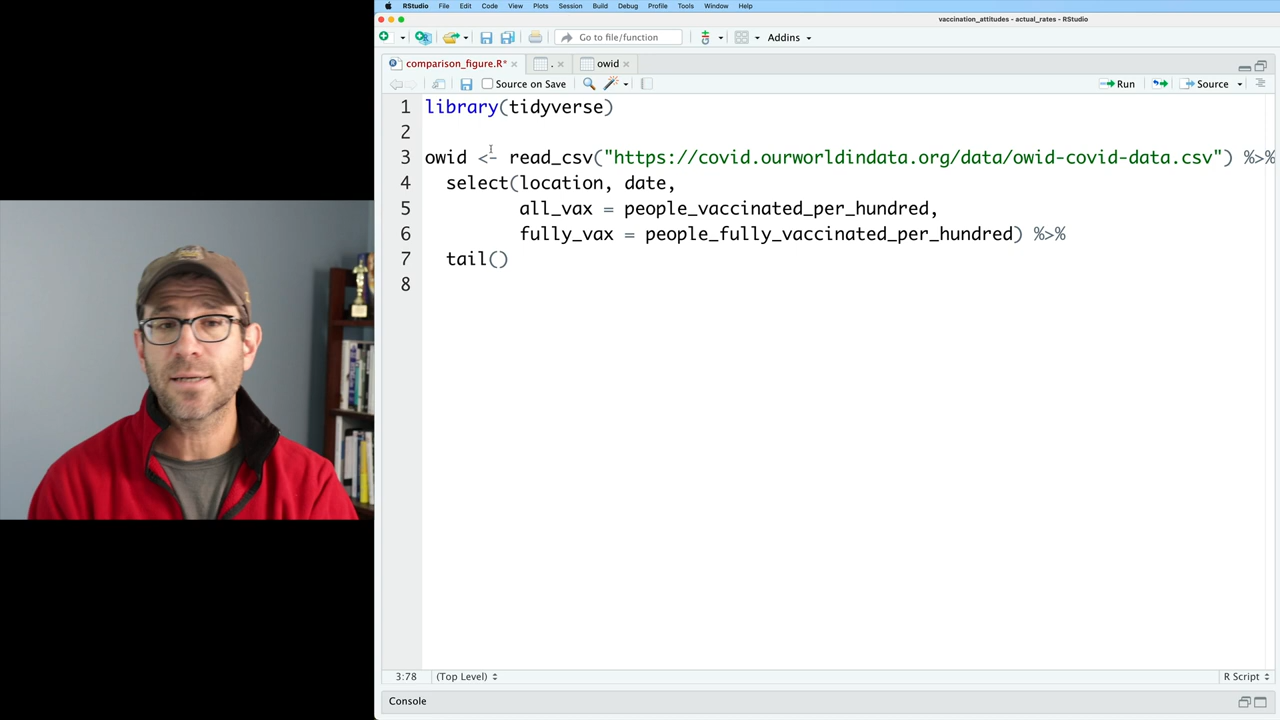 RStudio File Edit Code View Plots Session Build Debug Profile Tools Window Help
vaccination_attitudes - actual_rates - RStudio
Go to file/function Addins
comparison_figure.R* × . × owid ×
Source on Save Run Source
1 library(tidyverse)
2
3 owid <- read_csv("https://covid.ourworldindata.org/data/owid-covid-data.csv") %>%
4 select(location, date,
5 all_vax = people_vaccinated_per_hundred,
6 fully_vax = people_fully_vaccinated_per_hundred) %>%
7 tail()
8
3:78 (Top Level) R Script
Console